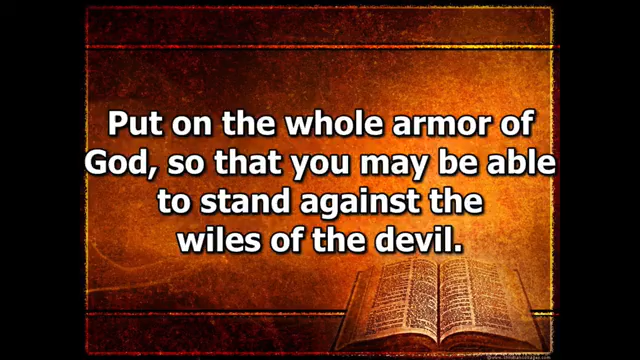 Put on the whole armor of
God, so that you may be able
to stand against the
wiles of the devil.